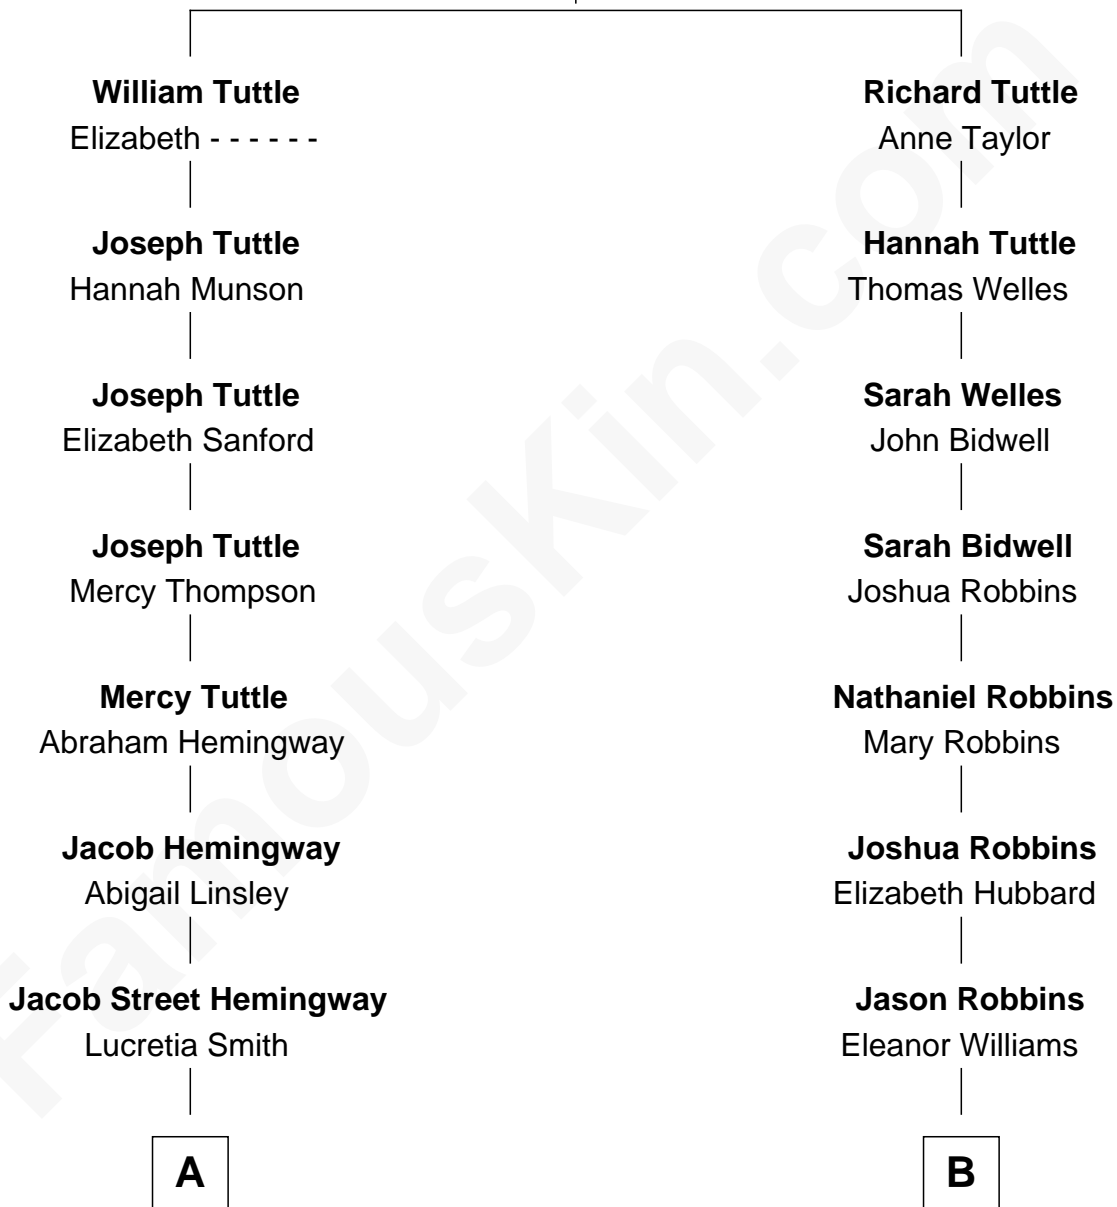 William Tuttle
Elizabeth - - - - - -
Joseph Tuttle
Hannah Munson
Joseph Tuttle
Elizabeth Sanford
Joseph Tuttle
Mercy Thompson
Mercy Tuttle
Abraham Hemingway
Jacob Hemingway
Abigail Linsley
Jacob Street Hemingway
Lucretia Smith
A
Richard Tuttle
Anne Taylor
Hannah Tuttle
Thomas Welles
Sarah Welles
John Bidwell
Sarah Bidwell
Joshua Robbins
Nathaniel Robbins
Mary Robbins
Joshua Robbins
Elizabeth Hubbard
Jason Robbins
Eleanor Williams
B
FamousKin.com